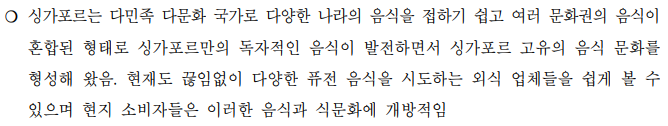 ❍ 싱가포르는 다민족 다문화 국가로 다양한 나라의 음식을 접하기 쉽고 여러 문화권의 음식이
혼합된 형태로 싱가포르만의 독자적인 음식이 발전하면서 싱가포르 고유의 음식 문화를
형성해 왔음. 현재도 끊임없이 다양한 퓨전 음식을 시도하는 외식 업체들을 쉽게 볼 수
있으며 현지 소비자들은 이러한 음식과 식문화에 개방적임